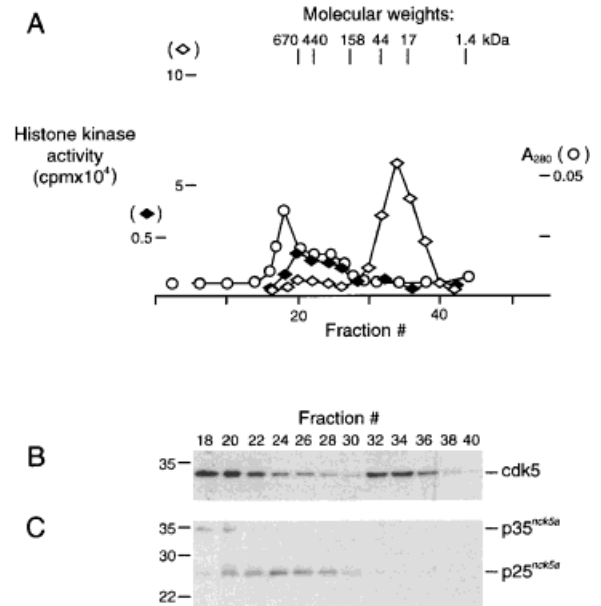 A
Molecular weights:
670 440 158 44 17 1.4 kDa
(◇)
10
Histone kinase
activity
(cpmx10⁴)
A₂₈₀ (○)
0.05
5
(◆)
0.5
20 40
Fraction #
Fraction #
18 20 22 24 26 28 30 32 34 36 38 40
B
35
cdk5
C
35
p35ⁿᶜᵏ⁵ᵃ
30
p25ⁿᶜᵏ⁵ᵃ
22